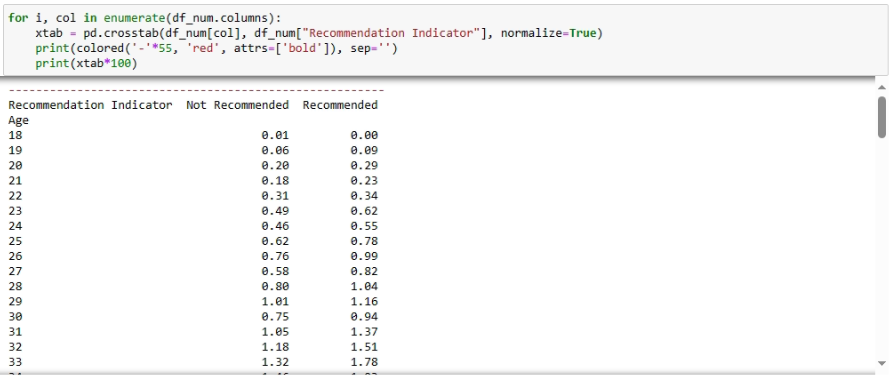 for i, col in enumerate(df_num.columns):
    xtab = pd.crosstab(df_num[col], df_num["Recommendation Indicator"], normalize=True)
    print(colored('-'*55, 'red', attrs=['bold']), sep='')
    print(xtab*100)
-------------------------------------------------------
Recommendation Indicator  Not Recommended  Recommended
Age
18                                   0.01         0.00
19                                   0.06         0.09
20                                   0.20         0.29
21                                   0.18         0.23
22                                   0.31         0.34
23                                   0.49         0.62
24                                   0.46         0.55
25                                   0.62         0.78
26                                   0.76         0.99
27                                   0.58         0.82
28                                   0.80         1.04
29                                   1.01         1.16
30                                   0.75         0.94
31                                   1.05         1.37
32                                   1.18         1.51
33                                   1.32         1.78